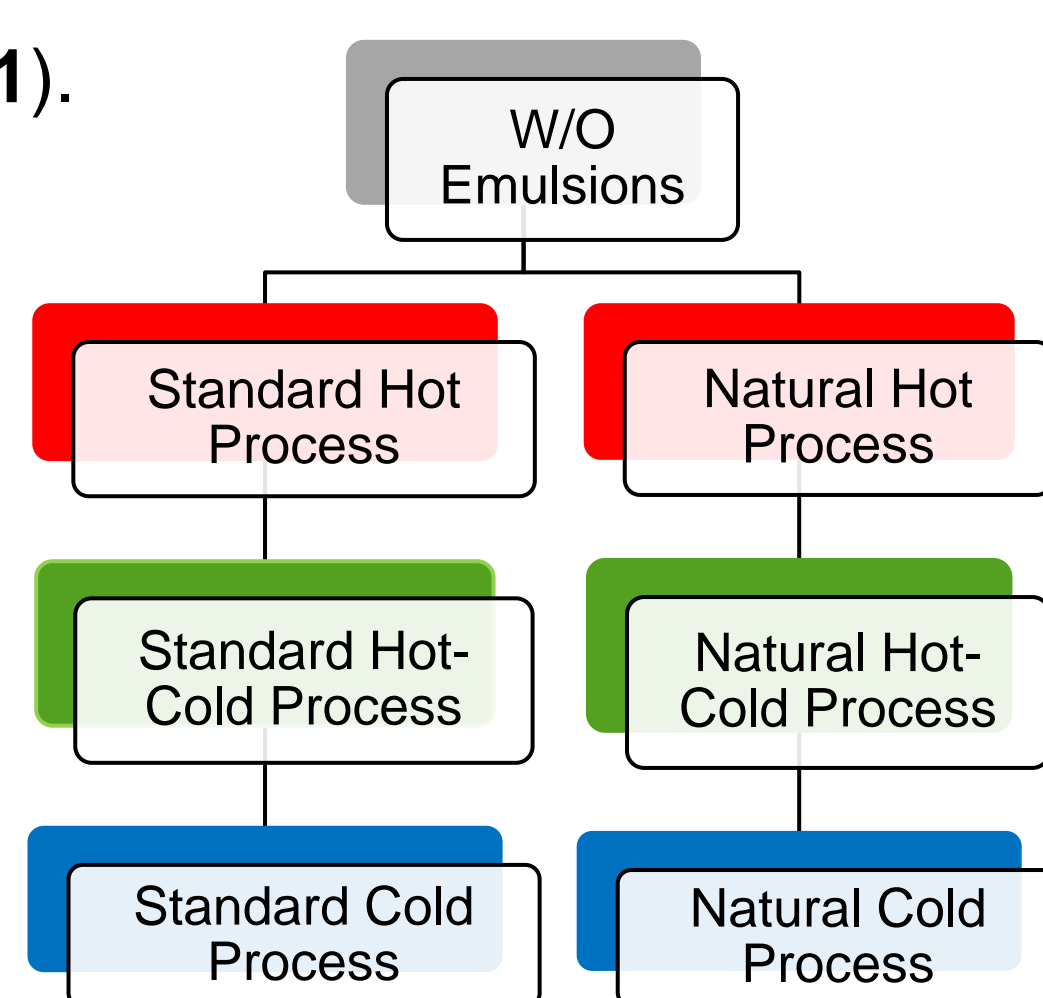 1).
W/O
Emulsions
Standard Hot
Process
Natural Hot
Process
Standard Hot-
Cold Process
Natural Hot-
Cold Process
Standard Cold
Process
Natural Cold
Process